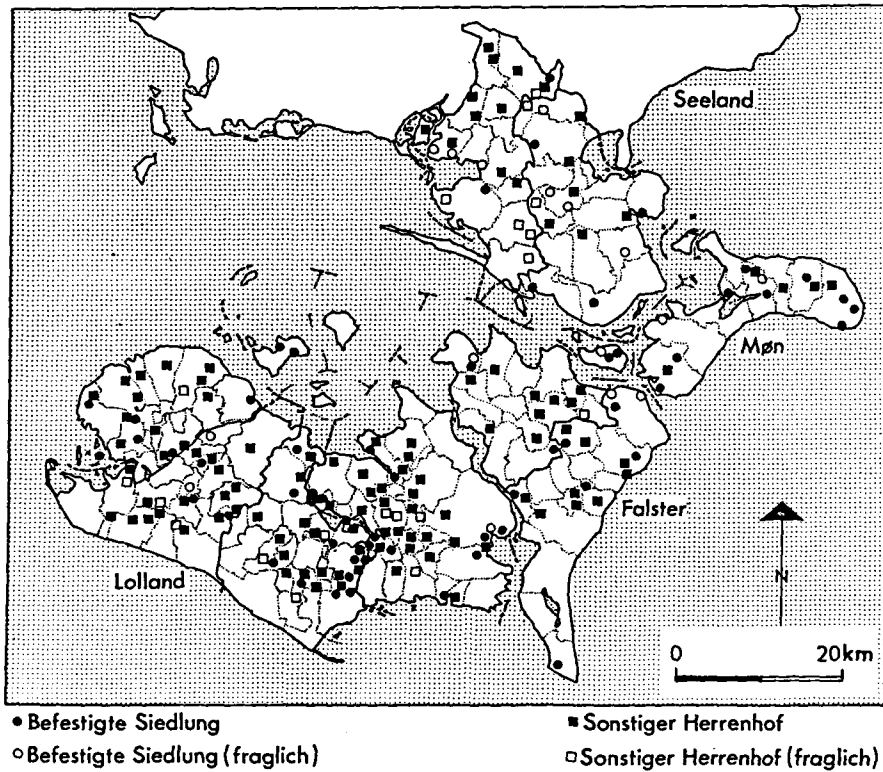 Seeland
Møn
Falster
Lolland
N
0 20km
● Befestigte Siedlung
○ Befestigte Siedlung (fraglich)
■ Sonstiger Herrenhof
□ Sonstiger Herrenhof (fraglich)